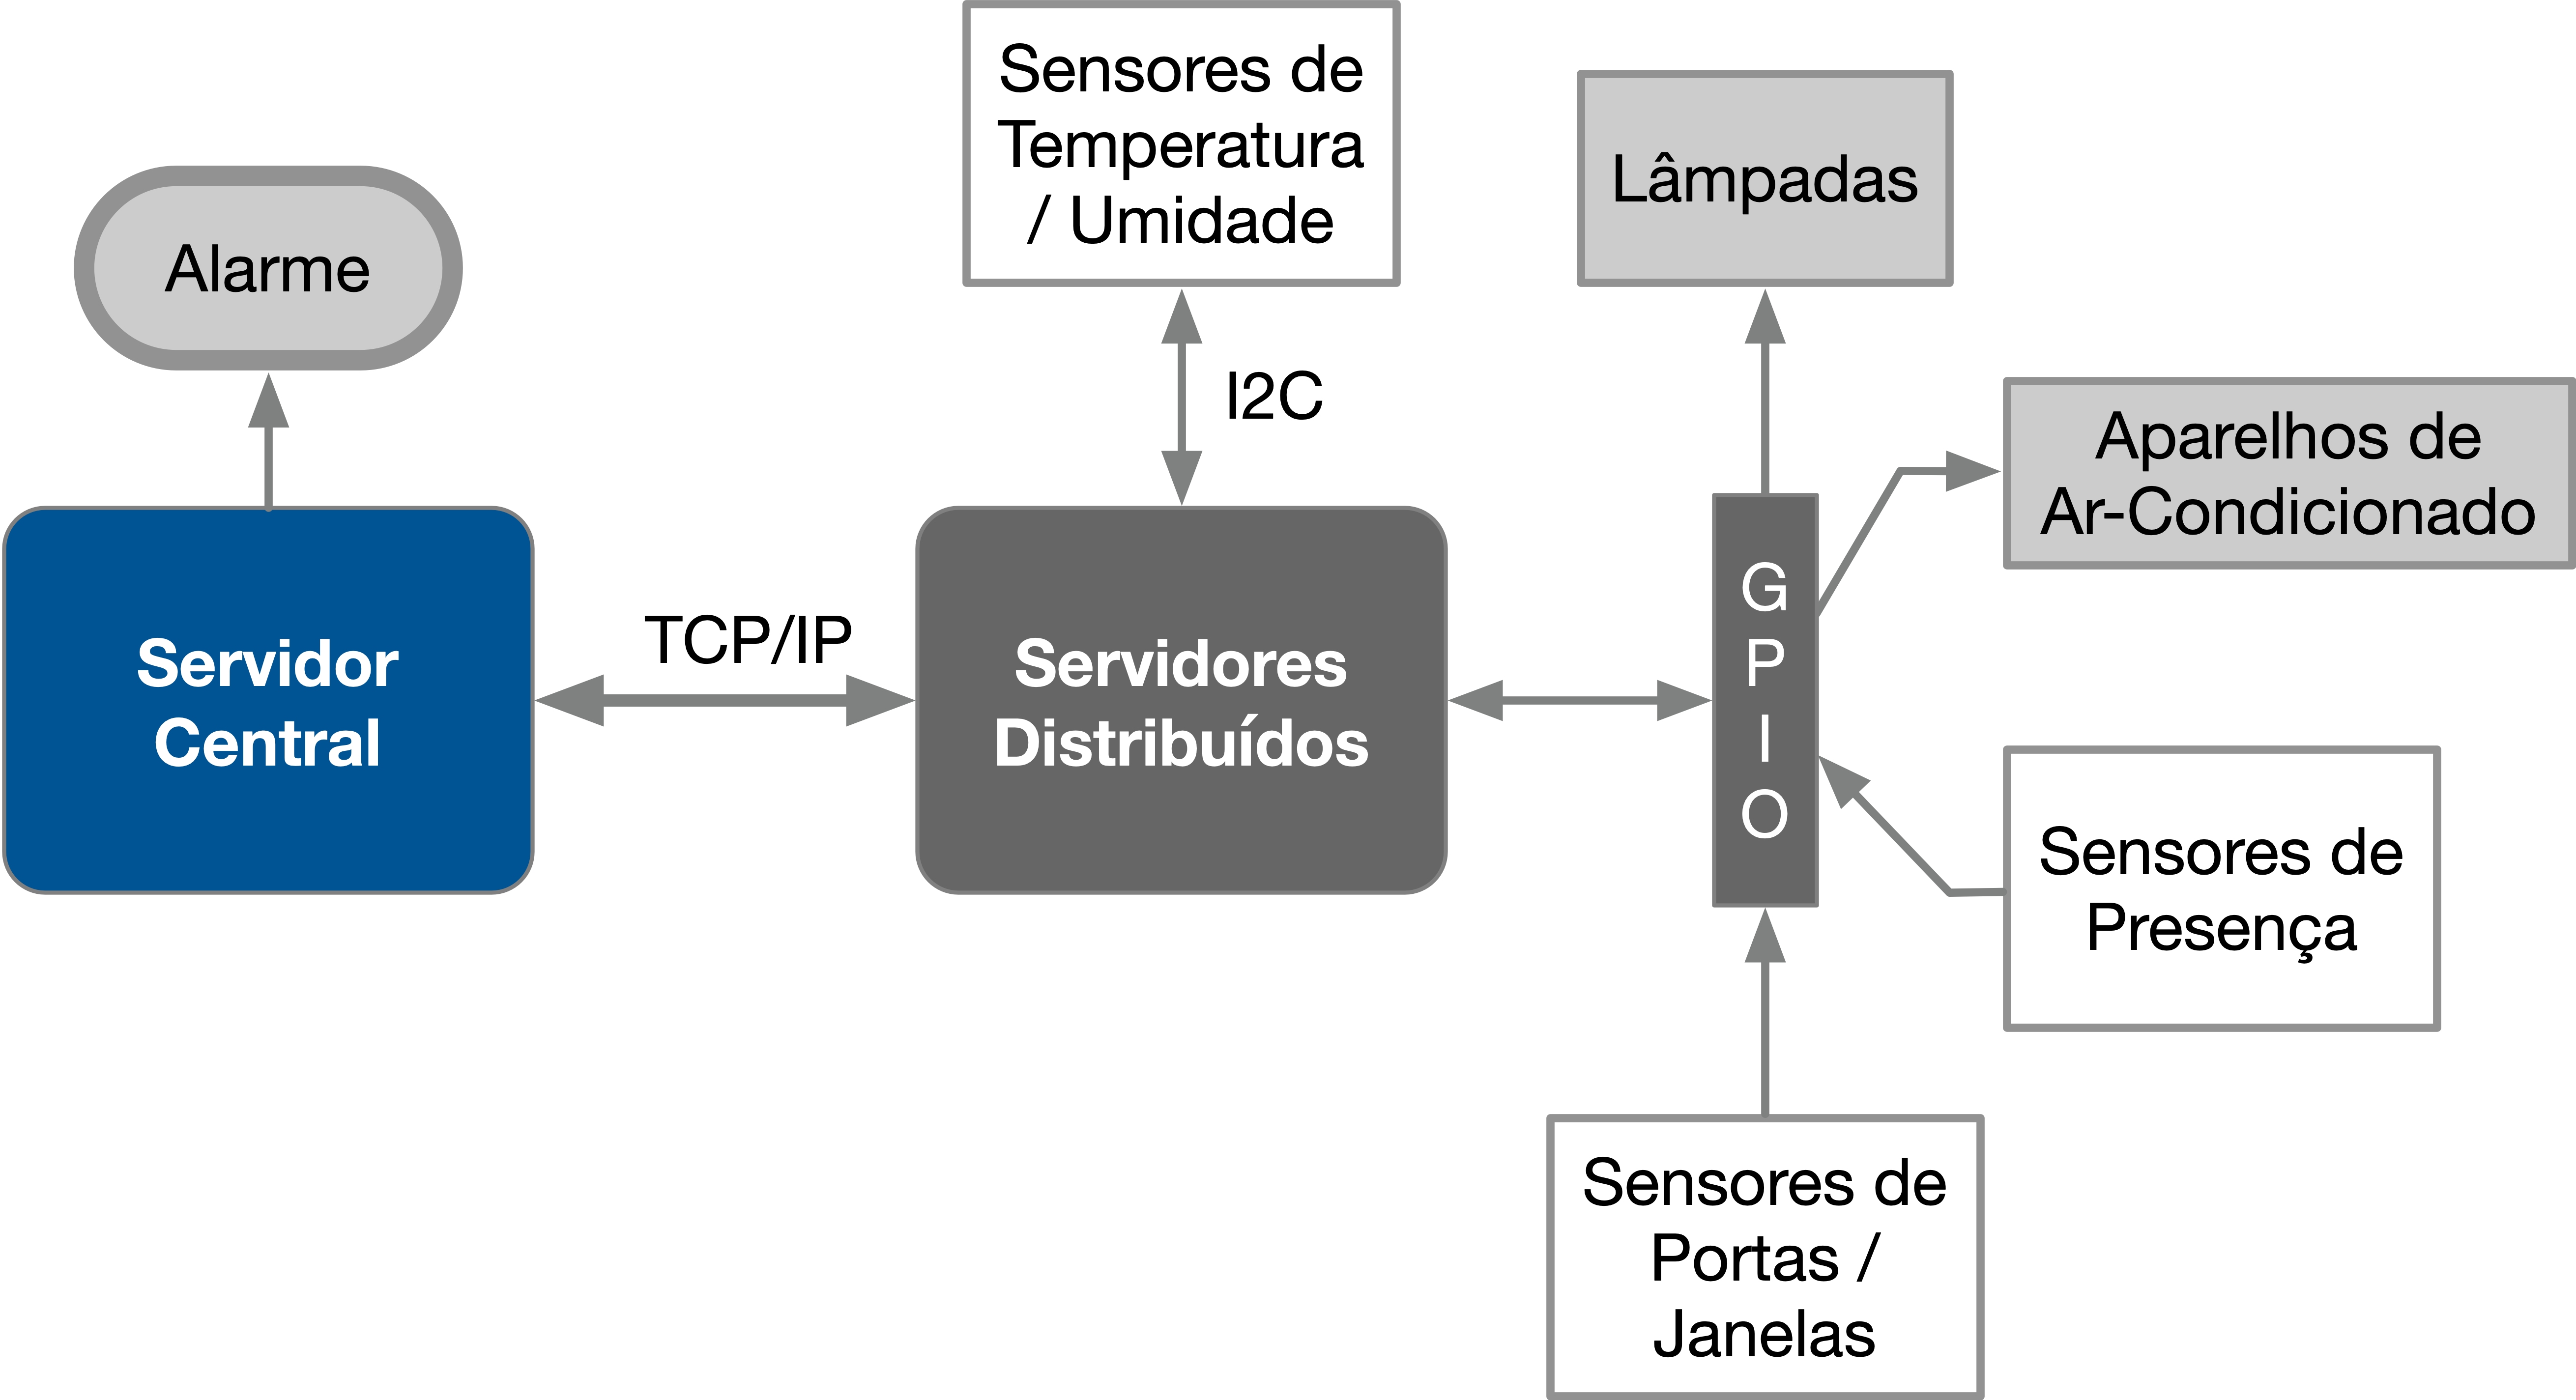 Sensores de
Temperatura
/ Umidade
Lâmpadas
Alarme
I2C
Aparelhos de
Ar-Condicionado
Servidor
Central
TCP/IP
Servidores
Distribuídos
G
P
I
O
Sensores de
Presença
Sensores de
Portas /
Janelas